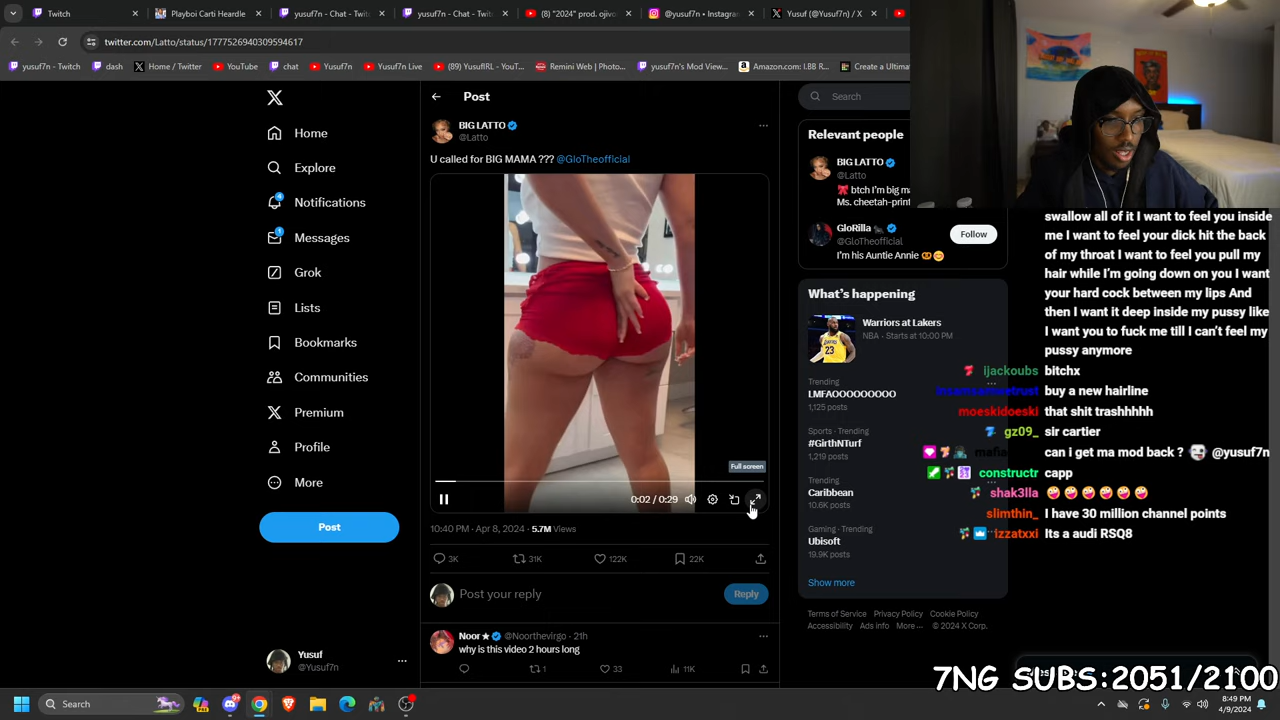 Twitch
Playboi Carti Heardle
yusuf7n - Chat - Twitc
yusuf7n - Chat - Twitc
(8) "2024" prod. ojivo
@yusuf7n • Instagram
Yusuf (@Yusuf7n) / X
twitter.com/Latto/status/1777526940309594617
yusuf7n - Twitch
dash
Home / Twitter
YouTube
chat
Yusuf7n
Yusuf7n Live
(89) YusufIRL - YouT...
Remini Web | Photo...
yusuf7n's Mod View...
Amazon.com: LBB R...
Create a Ultima
Home
Explore
4
Notifications
1
Messages
Grok
Lists
Bookmarks
Communities
Premium
Profile
More
Post
Yusuf
@Yusuf7n
Post
BIG LATTO
@Latto
U called for BIG MAMA ??? @GloTheofficial
Full screen
0:02 / 0:29
10:40 PM · Apr 8, 2024 · 5.7M Views
3K
31K
122K
22K
Post your reply
Reply
Noor ★ @Noorthevirgo · 21h
why is this video 2 hours long
1
33
11K
Search
Relevant people
BIG LATTO
@Latto
🎀 btch I'm big ma
Ms. cheetah-print
GloRilla 🦍
@GloTheofficial
Follow
I'm his Auntie Annie 🥨😊
What's happening
Warriors at Lakers
NBA · Starts at 10:00 PM
Trending
LMFAOOOOOOOOO
1,125 posts
Sports · Trending
#GirthNTurf
1,219 posts
Trending
Caribbean
10.6K posts
Gaming · Trending
Ubisoft
19.9K posts
Show more
Terms of Service Privacy Policy Cookie Policy
Accessibility Ads info More ... © 2024 X Corp.
swallow all of it I want to feel you inside
me I want to feel your dick hit the back
of my throat I want to feel you pull my
hair while I'm going down on you I want
your hard cock between my lips And
then I want it deep inside my pussy like
I want you to fuck me till I can't feel my
pussy anymore
ijackoubs bitchx
buy a new hairline
moeskidoeski that shit trashhhhh
gz09_ sir cartier
mafia can i get ma mod back ? @yusuf7n
constructr capp
shak3lla 🤪🤪🤪🤪🤪🤪
slimthin_ I have 30 million channel points
izzatxxi Its a audi RSQ8
7NG SUBS:2051/2100
Search
8:49 PM
4/9/2024